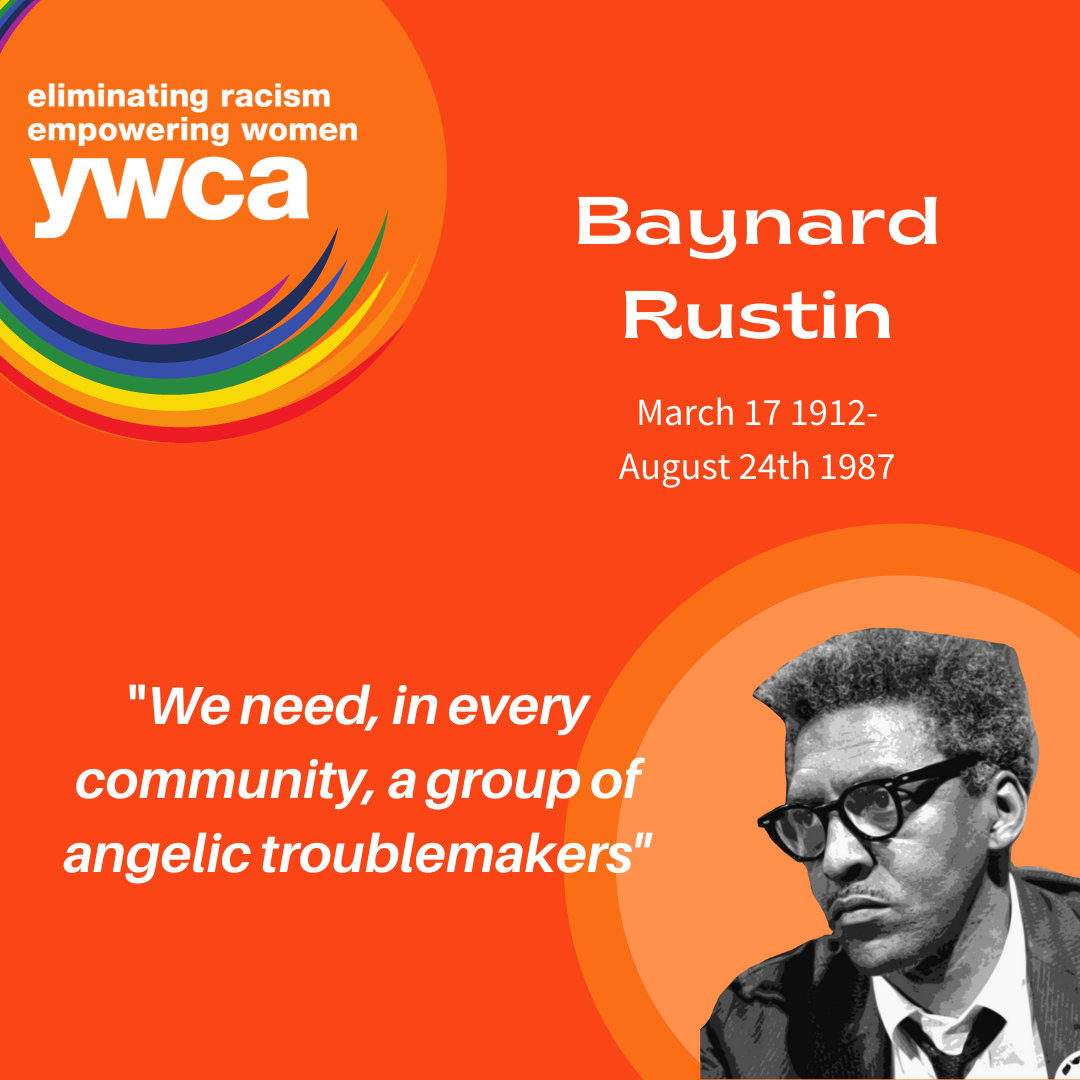 eliminating racism
empowering women
ywca
Baynard
Rustin
March 17 1912-
August 24th 1987
"We need, in every
community, a group of
angelic troublemakers"